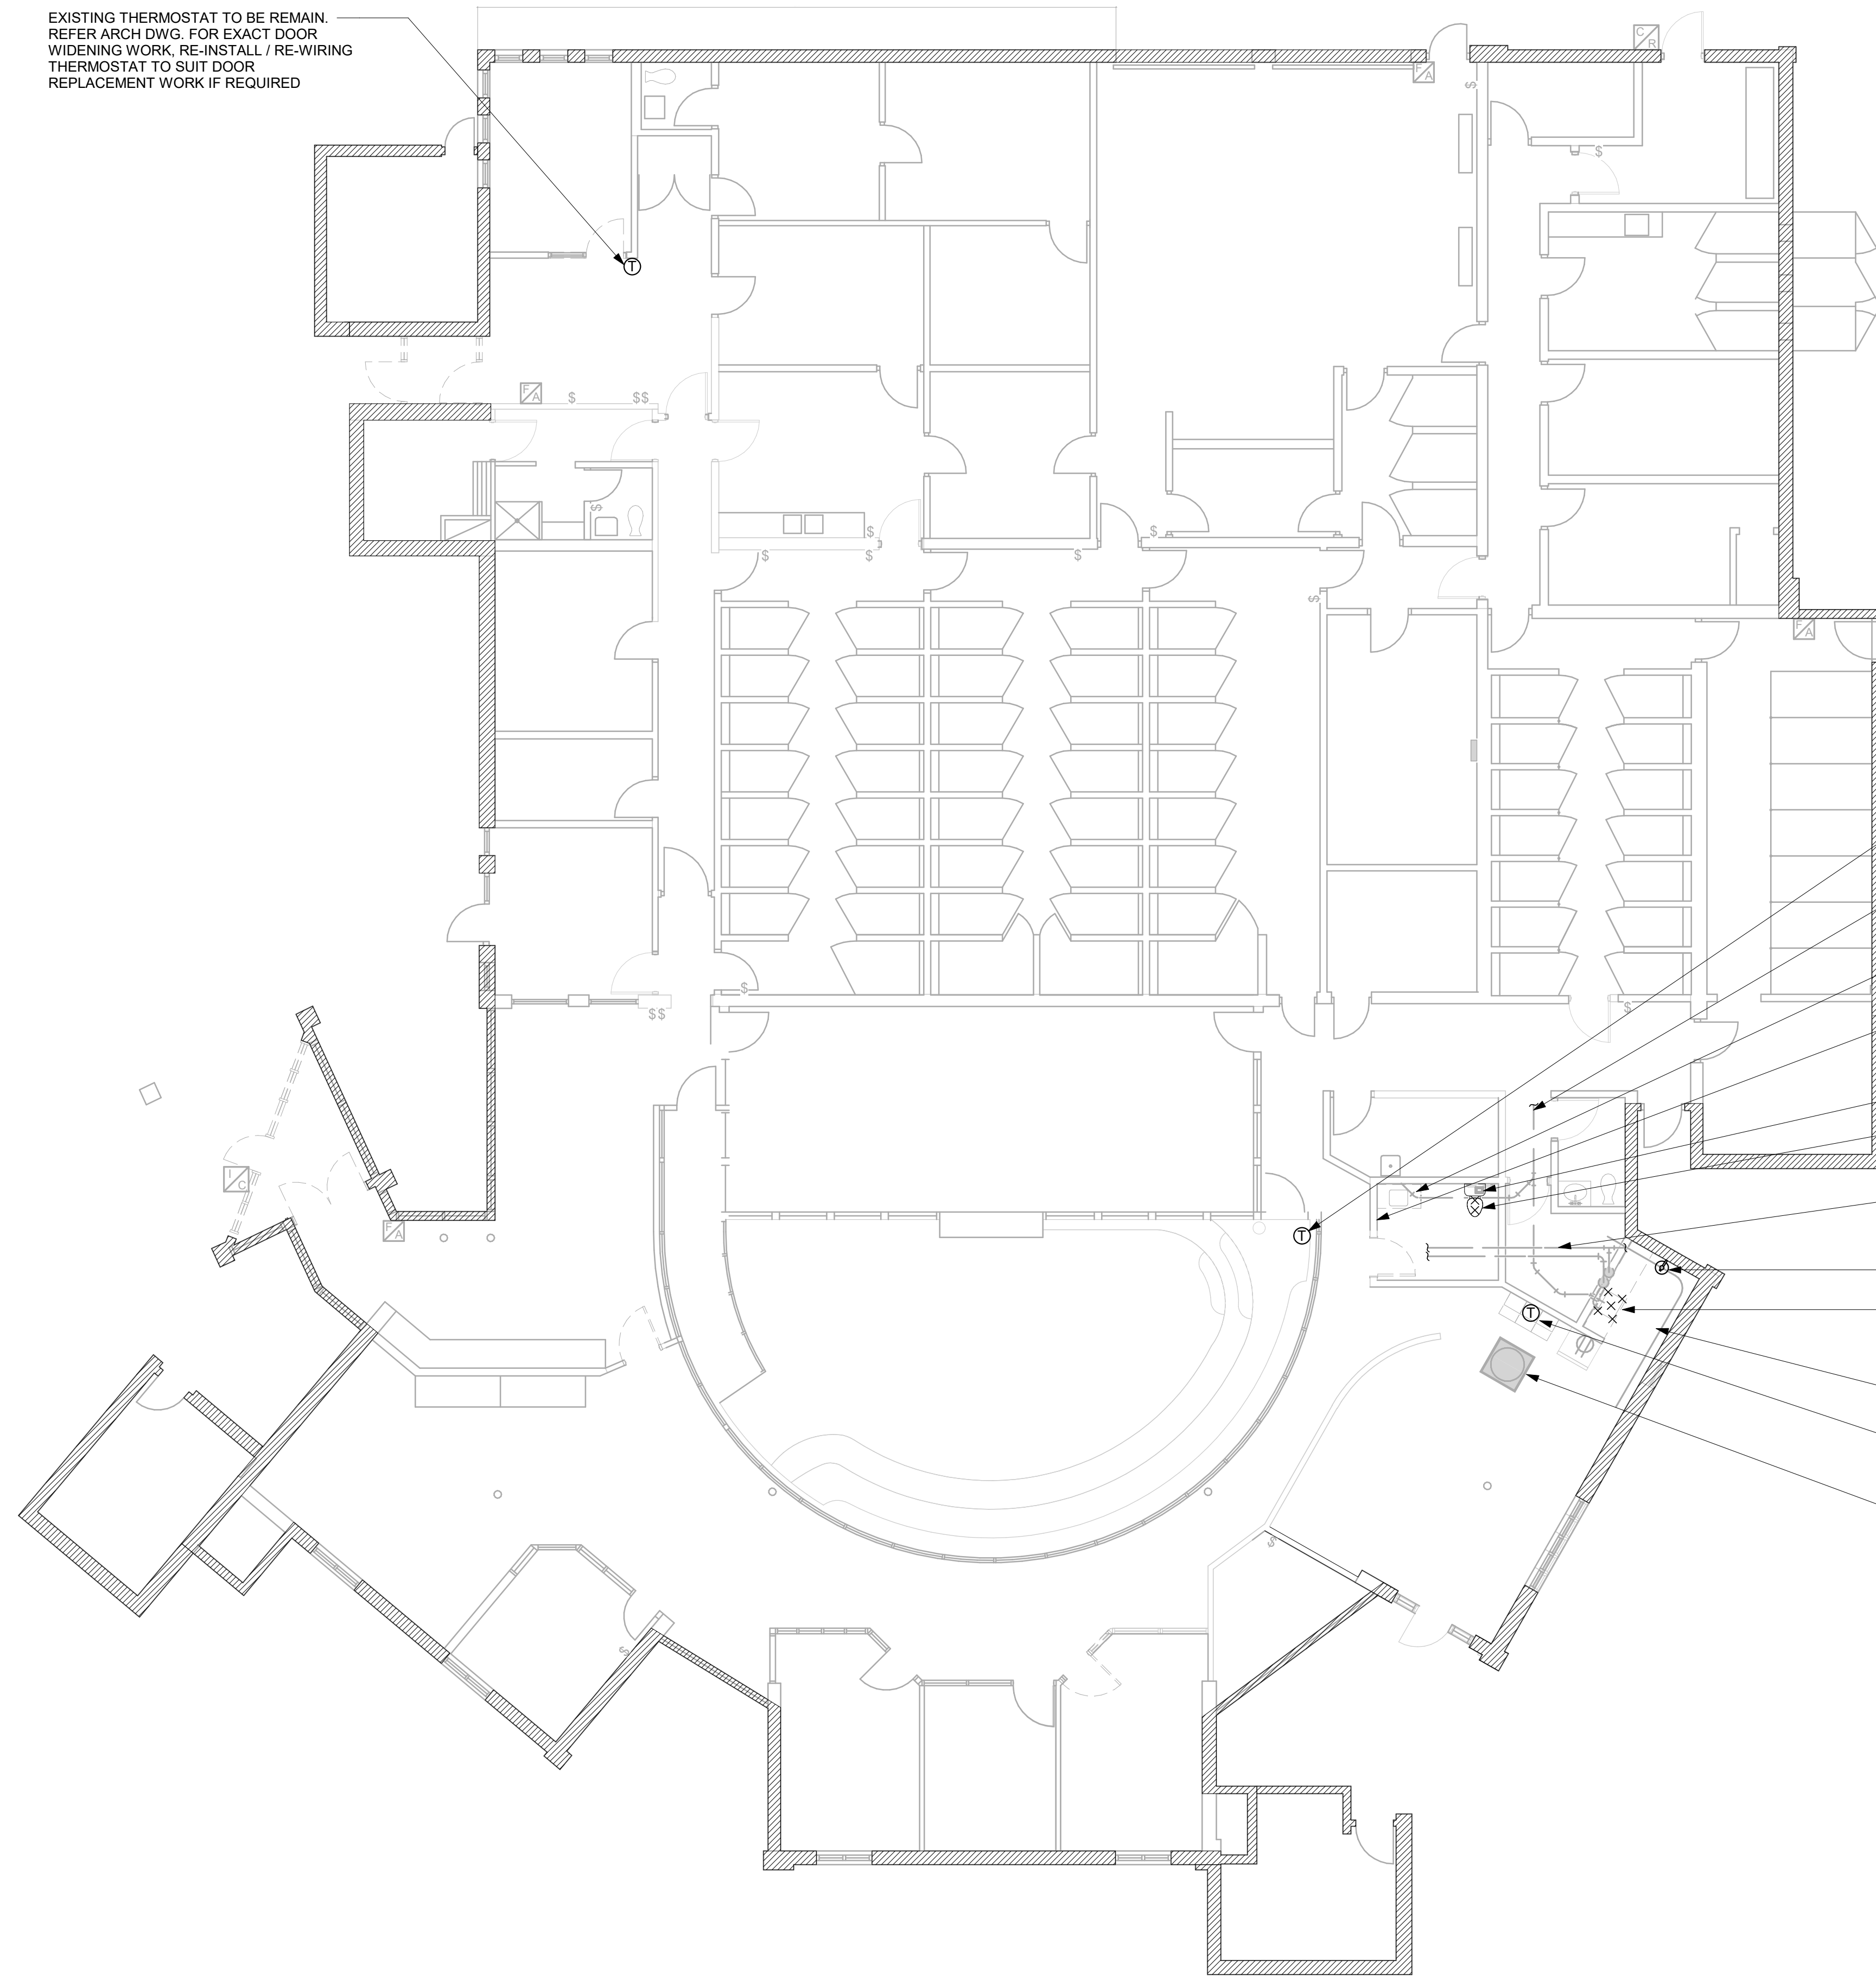 EXISTING THERMOSTAT TO BE REMAIN.
REFER ARCH DWG. FOR EXACT DOOR
WIDENING WORK, RE-INSTALL / RE-WIRING
THERMOSTAT TO SUIT DOOR
REPLACEMENT WORK IF REQUIRED
C R
F A
$
$
T
F A
$
$$
$
$
$
$
$
$
$
$
F A
$
$
$$
I C
F A
T
T
$
$